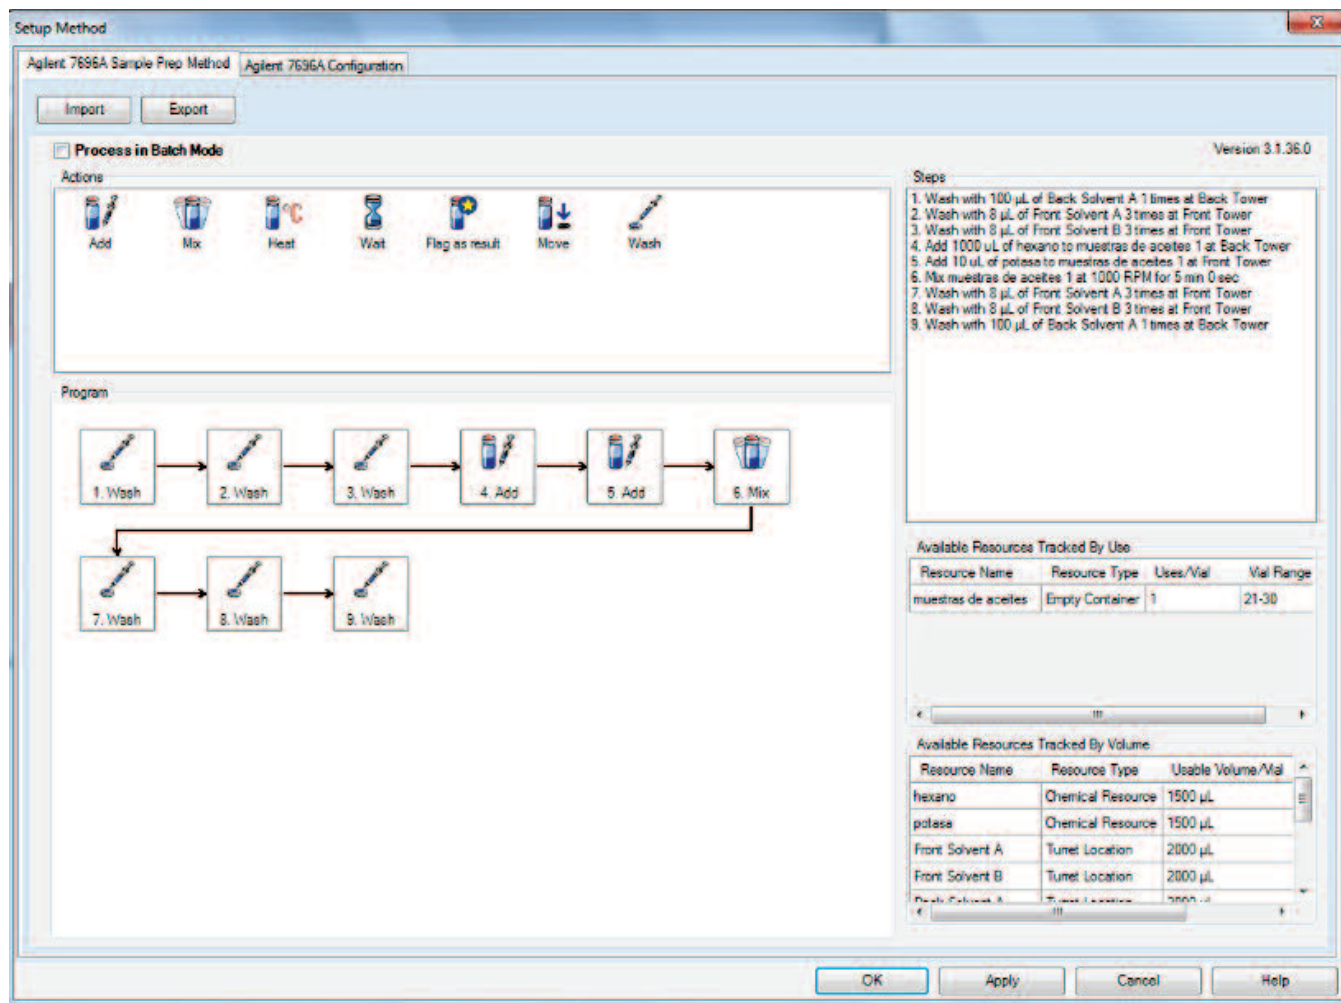 Setup Method
Agilent 7696A Sample Prep Method Agilent 7696A Configuration
Import Export
Process in Batch Mode Version 3.1.36.0
Actions
Add Mix Heat °C Wait Flag as result Move Wash
Steps
1. Wash with 100 µL of Back Solvent A 1 times at Back Tower
2. Wash with 8 µL of Front Solvent A 3 times at Front Tower
3. Wash with 8 µL of Front Solvent B 3 times at Front Tower
4. Add 1000 uL of hexano to muestras de aceites 1 at Back Tower
5. Add 10 uL of potasa to muestras de aceites 1 at Front Tower
6. Mix muestras de aceites 1 at 1000 RPM for 5 min 0 sec
7. Wash with 8 µL of Front Solvent A 3 times at Front Tower
8. Wash with 8 µL of Front Solvent B 3 times at Front Tower
9. Wash with 100 µL of Back Solvent A 1 times at Back Tower
Program
1. Wash 2. Wash 3. Wash 4. Add 5. Add 6. Mix
7. Wash 8. Wash 9. Wash
Available Resources Tracked By Use
Resource Name Resource Type Uses/Vial Vial Range
muestras de aceites Empty Container 1 21-30
Available Resources Tracked By Volume
Resource Name Resource Type Usable Volume/Vial
hexano Chemical Resource 1500 µL
potasa Chemical Resource 1500 µL
Front Solvent A Turret Location 2000 µL
Front Solvent B Turret Location 2000 µL
Back Solvent A Turret Location 2000 µL
OK Apply Cancel Help